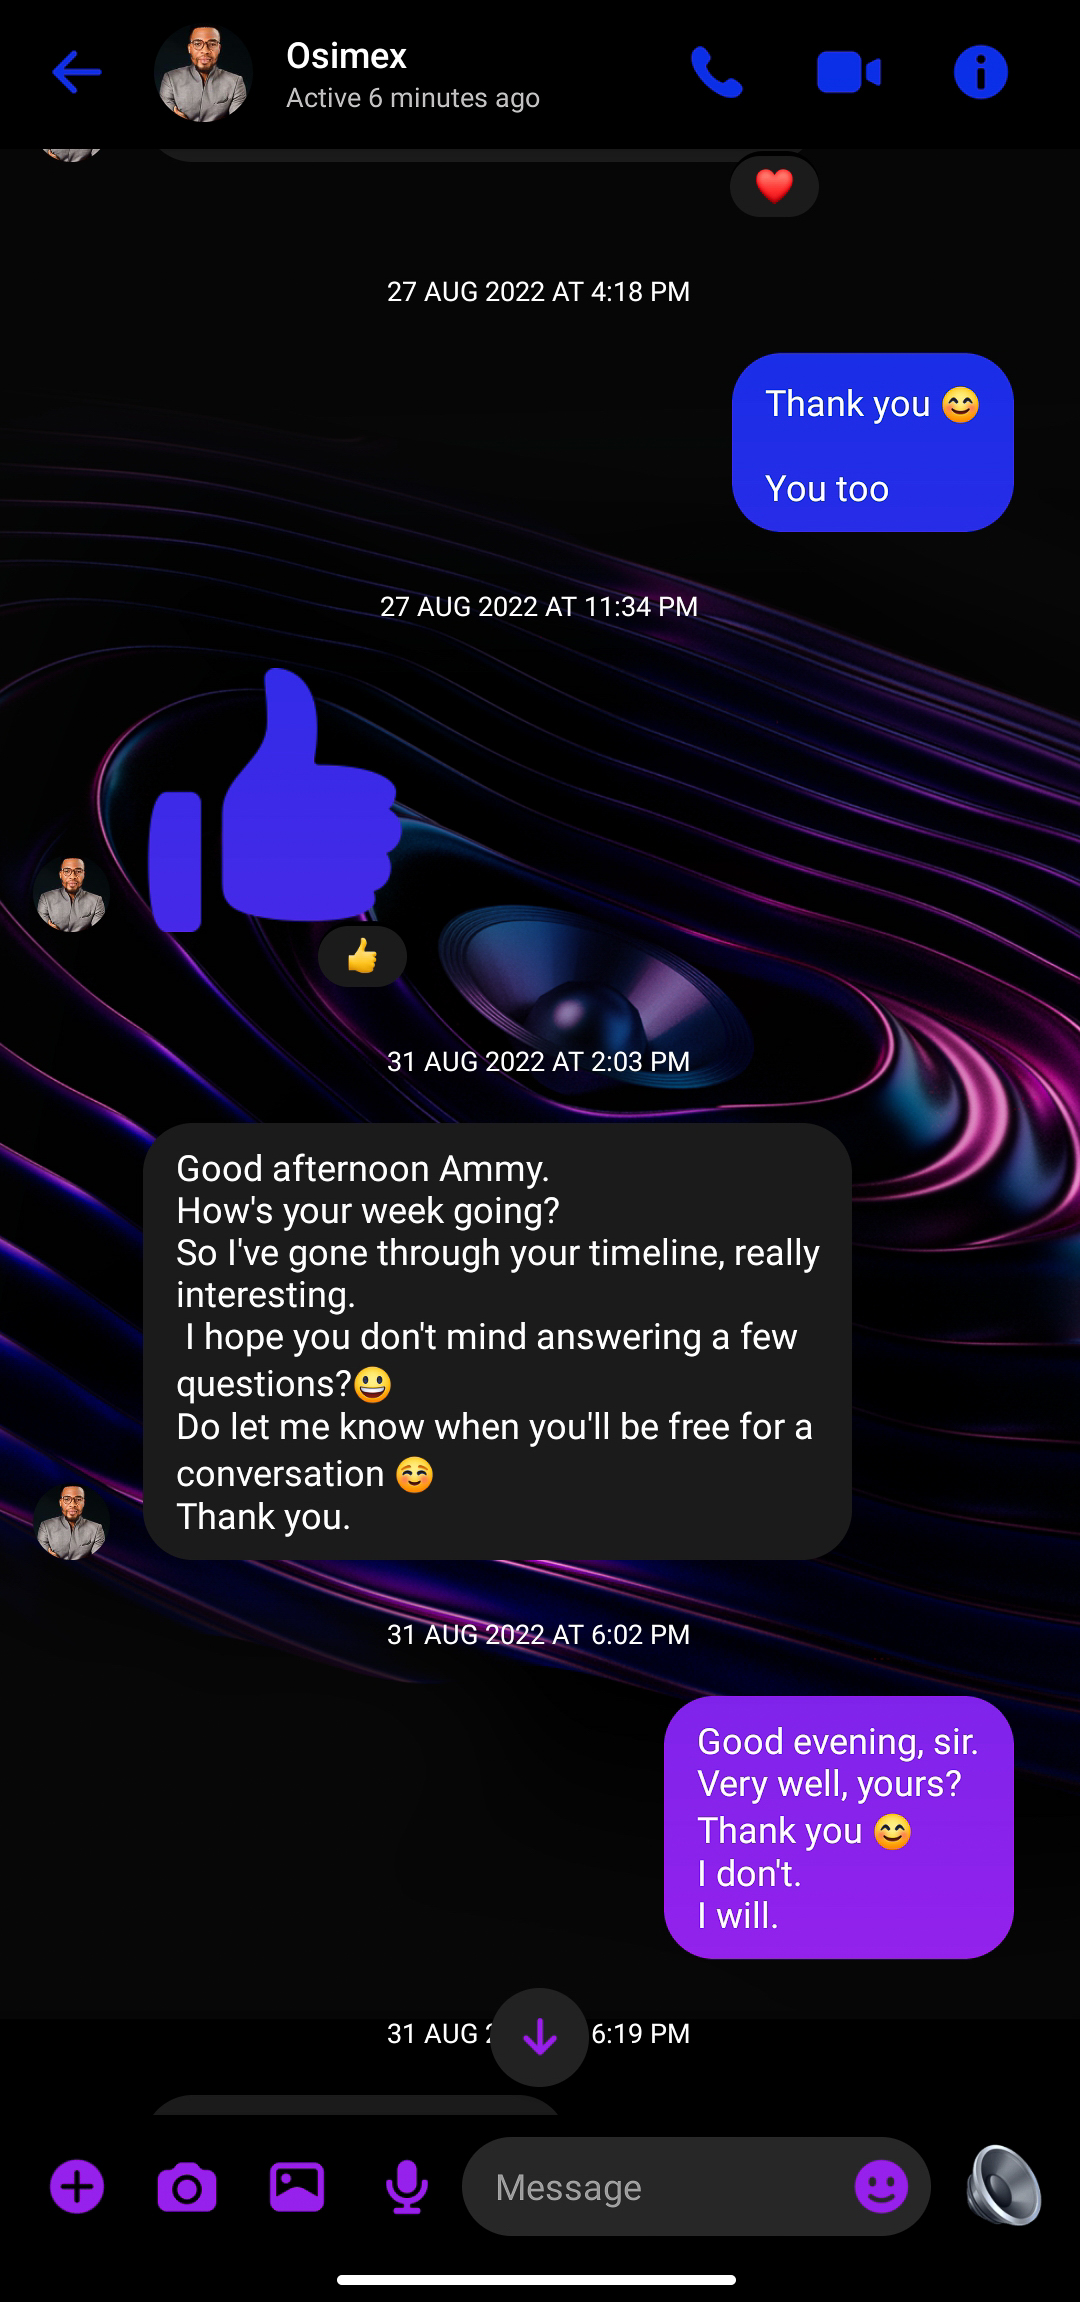 Osimex
Active 6 minutes ago
27 AUG 2022 AT 4:18 PM
Thank you 😊
You too
27 AUG 2022 AT 11:34 PM
31 AUG 2022 AT 2:03 PM
Good afternoon Ammy.
How's your week going?
So I've gone through your timeline, really
interesting.
I hope you don't mind answering a few
questions?😀
Do let me know when you'll be free for a
conversation ☺️
Thank you.
31 AUG 2022 AT 6:02 PM
Good evening, sir.
Very well, yours?
Thank you 😊
I don't.
I will.
31 AUG 6:19 PM
Message